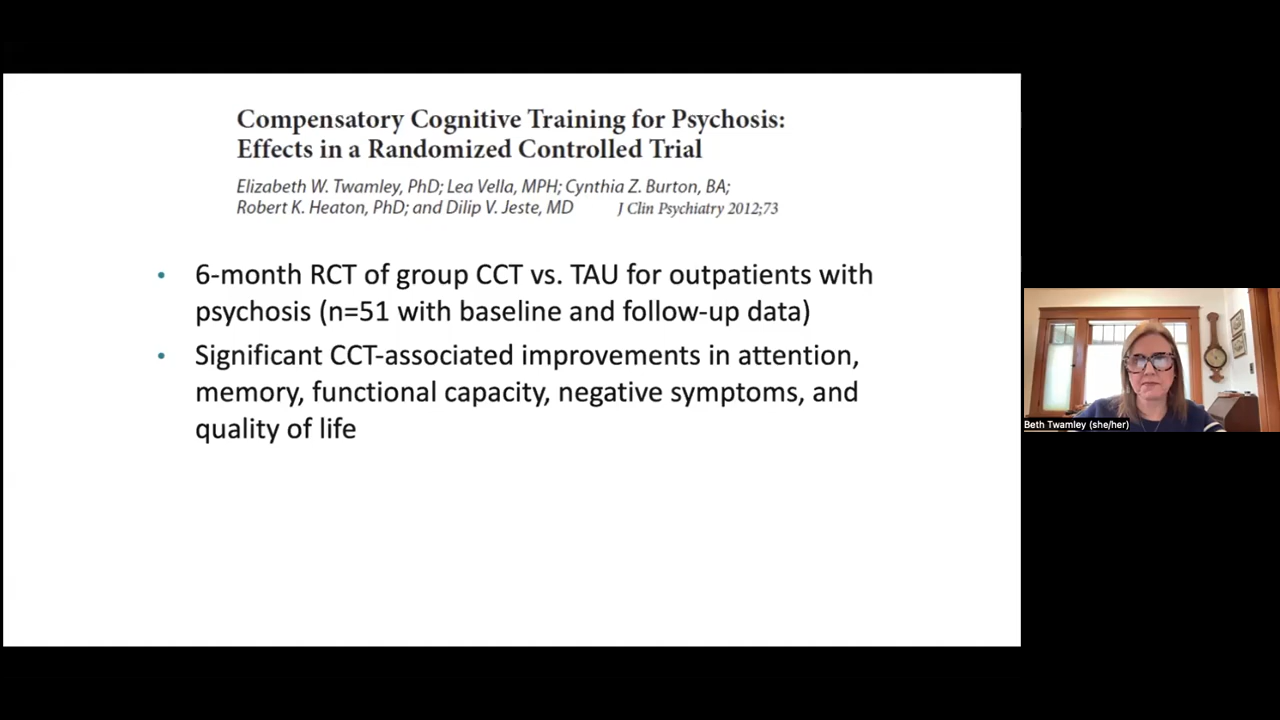 Compensatory Cognitive Training for Psychosis:
Effects in a Randomized Controlled Trial
Elizabeth W. Twamley, PhD; Lea Vella, MPH; Cynthia Z. Burton, BA;
Robert K. Heaton, PhD; and Dilip V. Jeste, MD J Clin Psychiatry 2012;73
• 6-month RCT of group CCT vs. TAU for outpatients with
psychosis (n=51 with baseline and follow-up data)
• Significant CCT-associated improvements in attention,
memory, functional capacity, negative symptoms, and
quality of life
Beth Twamley (she/her)